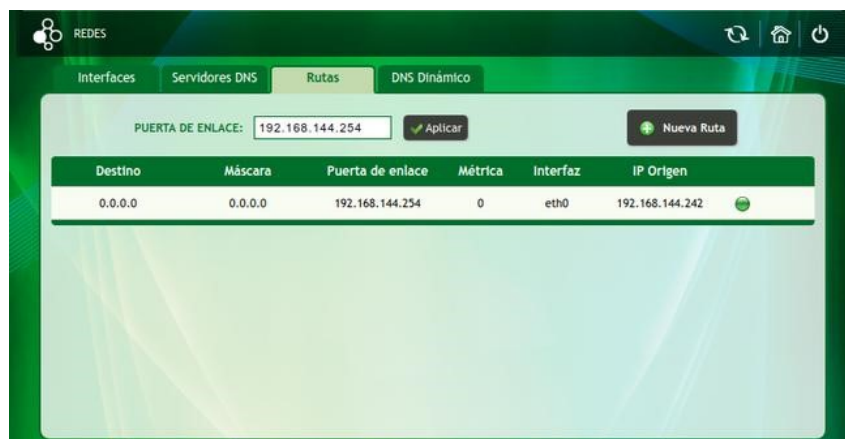 REDES
Interfaces Servidores DNS Rutas DNS Dinámico
PUERTA DE ENLACE: 192.168.144.254 Aplicar Nueva Ruta
Destino Máscara Puerta de enlace Métrica Interfaz IP Origen
0.0.0.0 0.0.0.0 192.168.144.254 0 eth0 192.168.144.242